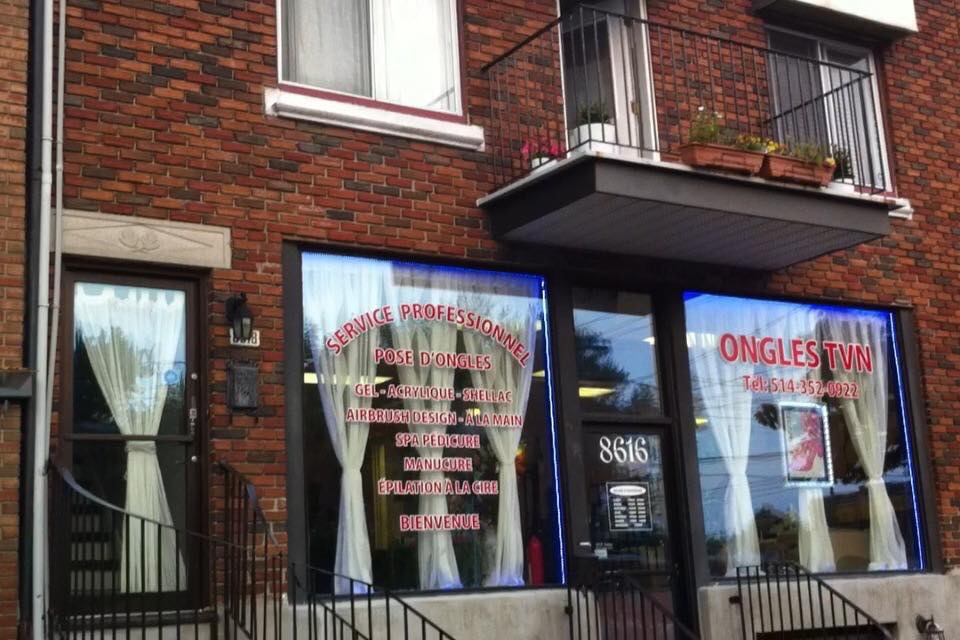 8618
SERVICE PROFESSIONNEL
POSE D'ONGLES
GEL - ACRYLIQUE - SHELLAC
AIRBRUSH DESIGN - À LA MAIN
SPA PÉDICURE
MANUCURE
ÉPILATION À LA CIRE
BIENVENUE
8616
ONGLES TVN
Tel: 514-352-0922